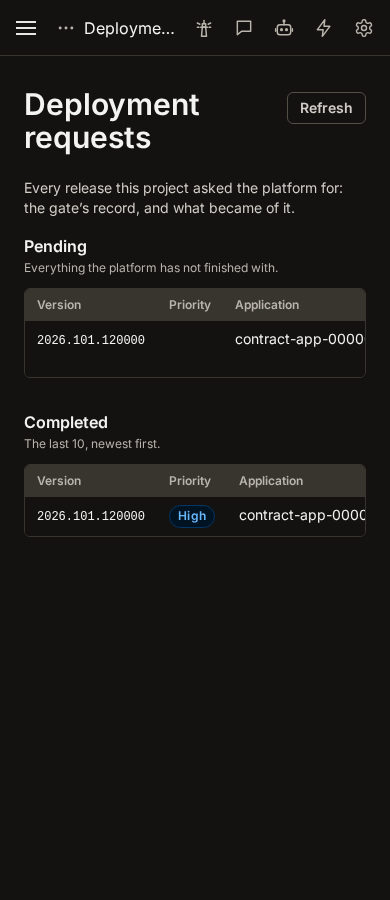 Deployme...
Deployment
requests
Refresh
Every release this project asked the platform for:
the gate's record, and what became of it.
Pending
Everything the platform has not finished with.
Version Priority Application
2026.101.120000 contract-app-0000
Completed
The last 10, newest first.
Version Priority Application
2026.101.120000 High contract-app-0000